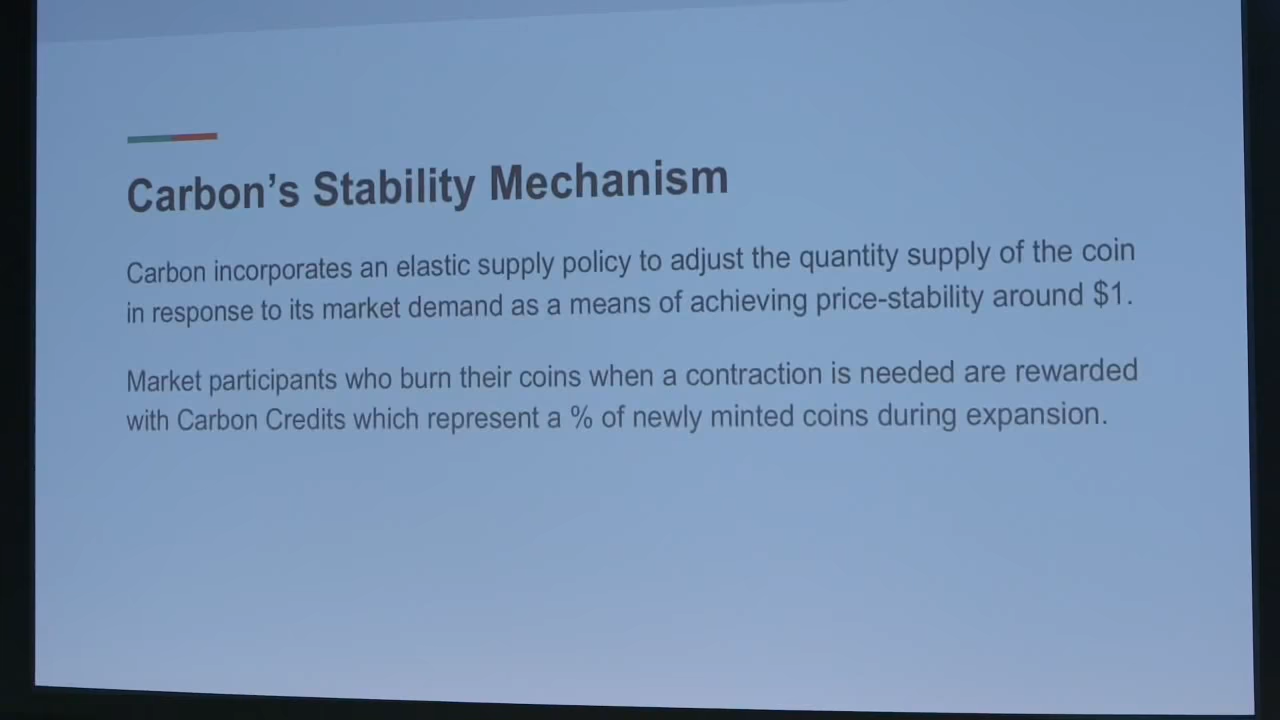 Carbon's Stability Mechanism
Carbon incorporates an elastic supply policy to adjust the quantity supply of the coin
in response to its market demand as a means of achieving price-stability around $1.
Market participants who burn their coins when a contraction is needed are rewarded
with Carbon Credits which represent a % of newly minted coins during expansion.